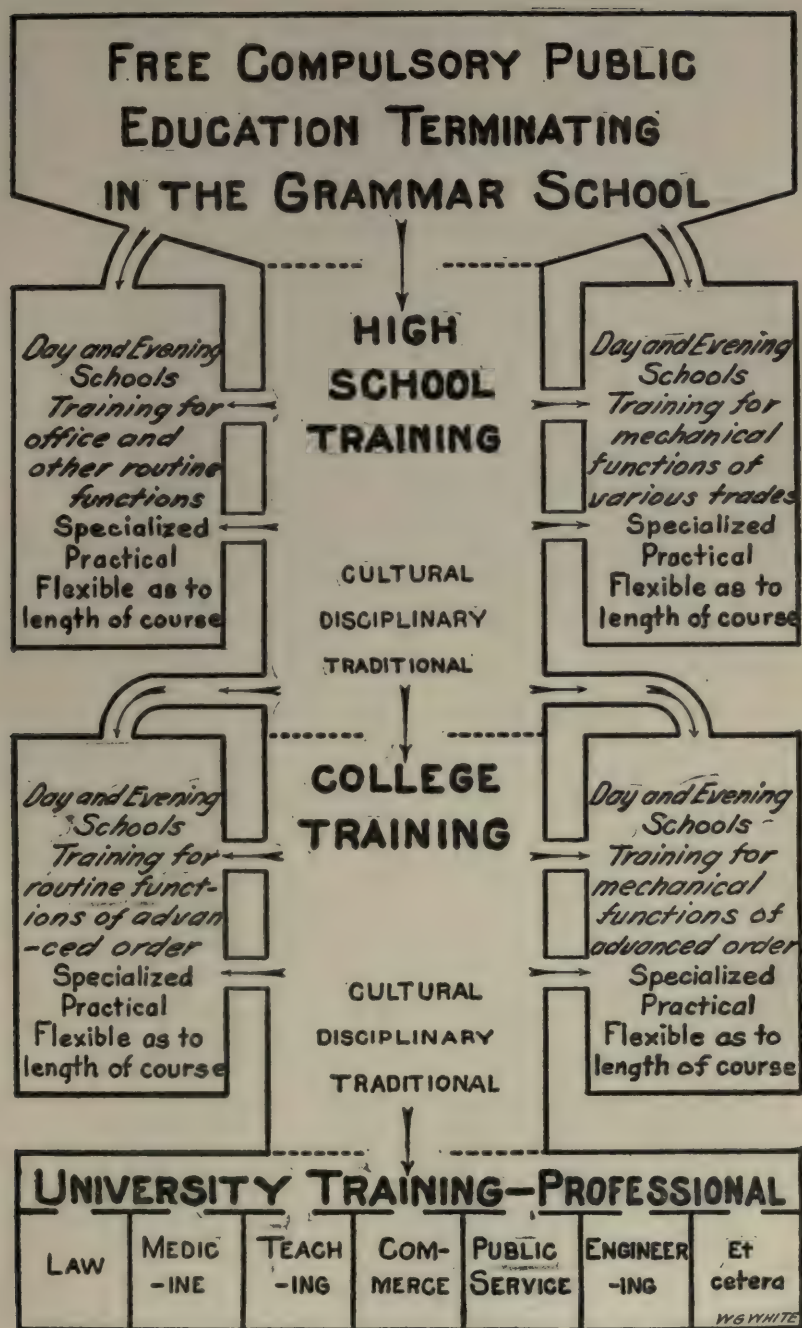 FREE COMPULSORY PUBLIC
EDUCATION TERMINATING
IN THE GRAMMAR SCHOOL
Day and Evening
Schools
Training for
office and
other routine
functions
Specialized
Practical
Flexible as to
length of course
HIGH
SCHOOL
TRAINING
CULTURAL
DISCIPLINARY
TRADITIONAL
Day and Evening
Schools
Training for
mechanical
functions of
various trades
Specialized
Practical
Flexible as to
length of course
Day and Evening
Schools
Training for
routine funct-
ions of advan
-ced order
Specialized
Practical
Flexible as to
length of course
COLLEGE
TRAINING
CULTURAL
DISCIPLINARY
TRADITIONAL
Day and Evening
Schools
Training for
mechanical
functions of
advanced order
Specialized
Practical
Flexible as to
length of course
UNIVERSITY TRAINING–PROFESSIONAL
LAW
MEDIC
-INE
TEACH
-ING
COM-
MERCE
PUBLIC
SERVICE
ENGINEER
-ING
Et
cetera
W G WHITE